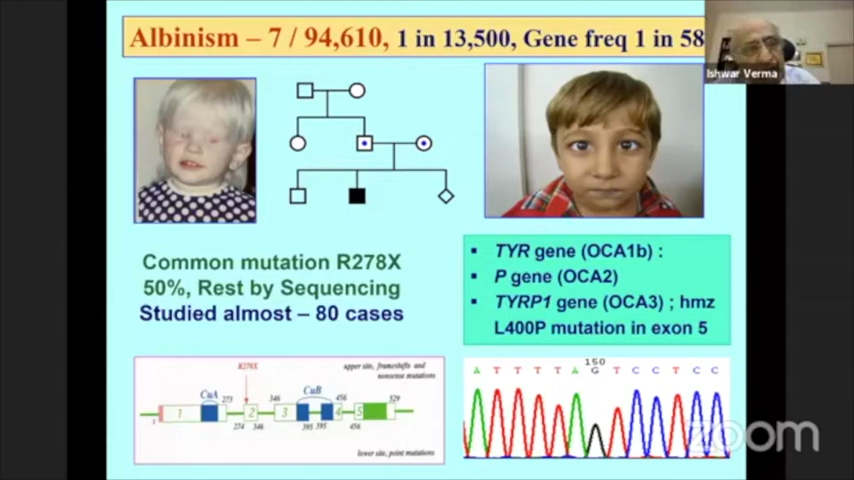 Albinism – 7 / 94,610, 1 in 13,500, Gene freq 1 in 58
Ishwar Verma
Common mutation R278X
50%, Rest by Sequencing
Studied almost – 80 cases
▪ TYR gene (OCA1b) :
▪ P gene (OCA2)
▪ TYRP1 gene (OCA3) ; hmz
L400P mutation in exon 5
R278X
upper site, frameshifts and
nonsense mutations
CuA
CuB
273
346
456
529
1
2
3
4
5
274
346
395
395
456
lower site, point mutations
150
A T T T T A G T C C T C C
zoom